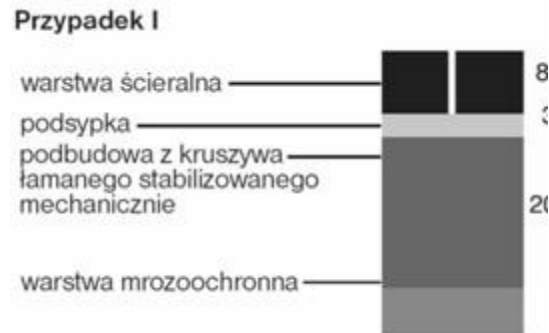 Przypadek I
warstwa ścieralna
8
podsypka
3
podbudowa z kruszywa
łamanego stabilizowanego
mechanicznie
20
warstwa mrozoochronna